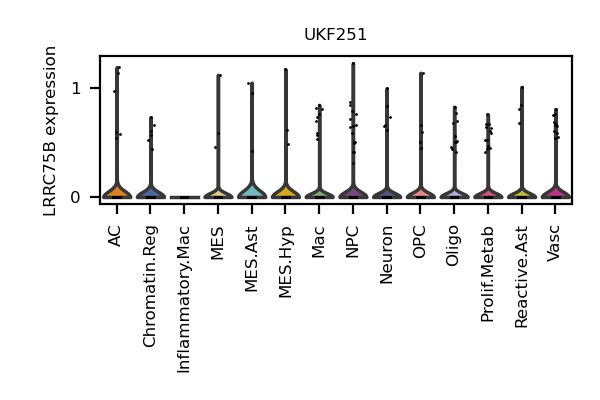 UKF251
LRRC75B expression
1
0
AC
Chromatin.Reg
Inflammatory.Mac
MES
MES.Ast
MES.Hyp
Mac
NPC
Neuron
OPC
Oligo
Prolif.Metab
Reactive.Ast
Vasc